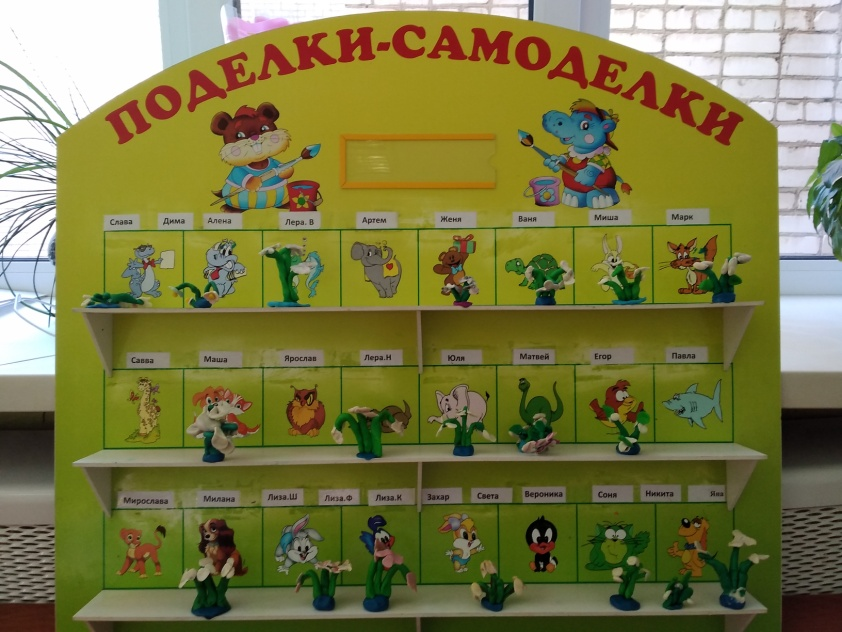 ПОДЕЛКИ-САМОДЕЛКИ
Слава Дима Алена Лера. В Артем Женя Ваня Миша Марк
Савва Маша Ярослав Лера.Н Юля Матвей Егор Павла
Мирослава Милана Лиза.Ш Лиза.Ф Лиза.К Захар Света Вероника Соня Никита Яна